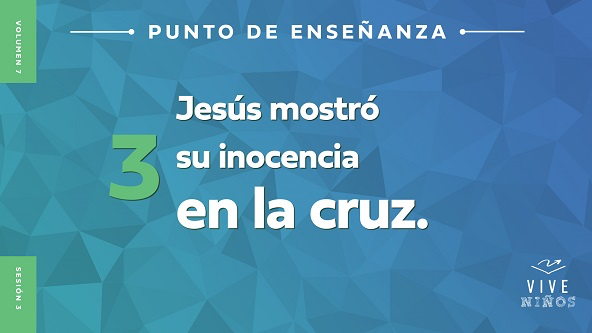 VOLUMEN 7
PUNTO DE ENSEÑANZA
3
Jesús mostró
su inocencia
en la cruz.
SESIÓN 3
VIVE
NIÑOS